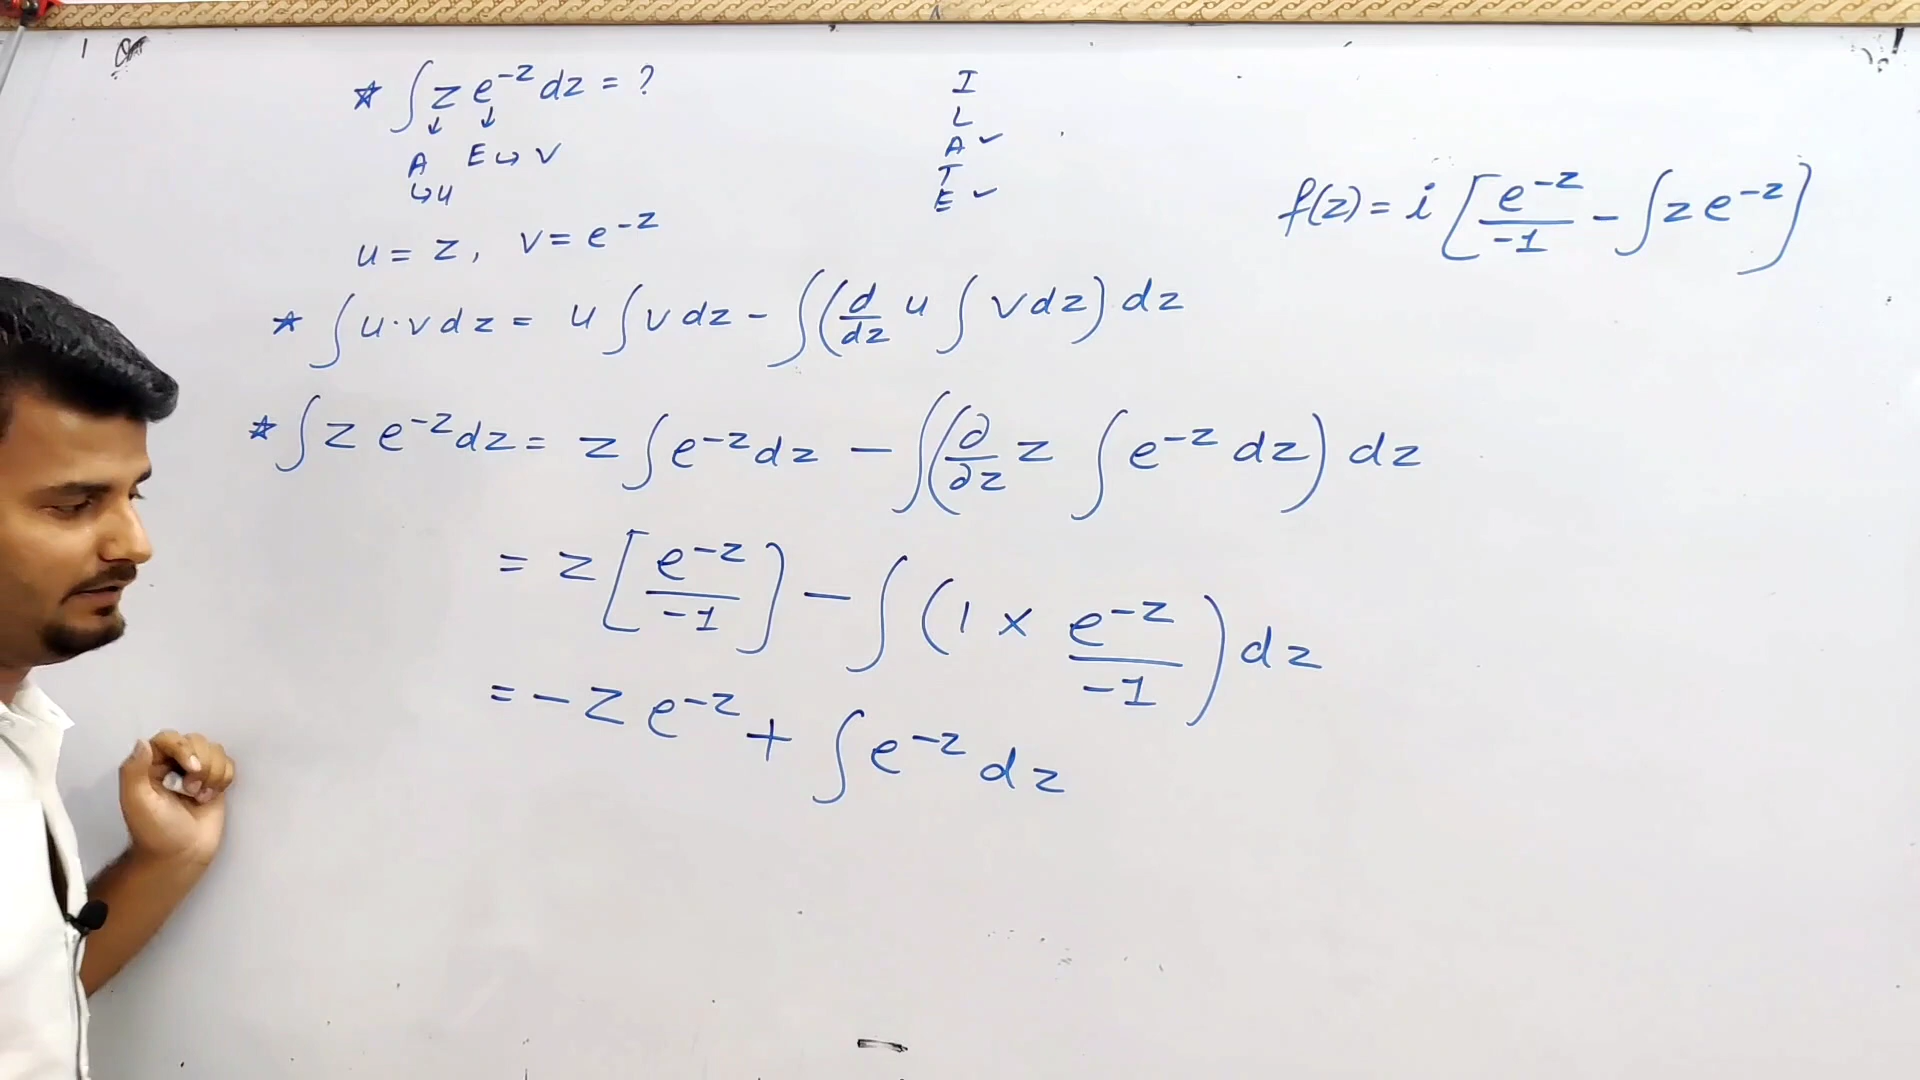 * ∫ z e^{-z} dz = ?
↓ ↓
A E ↪ V
↪ u
u = z, v = e^{-z}
I
L
A ✓
T
E ✓
f(z) = i [ e^{-z}/-1 - ∫ z e^{-z} ]
* ∫ u·v dz = u ∫ v dz - ∫ ( d/dz u ∫ v dz ) dz
* ∫ z e^{-z} dz = z ∫ e^{-z} dz - ∫ ( ∂/∂z z ∫ e^{-z} dz ) dz
= z [ e^{-z}/-1 ] - ∫ ( 1 × e^{-z}/-1 ) dz
= - z e^{-z} + ∫ e^{-z} dz